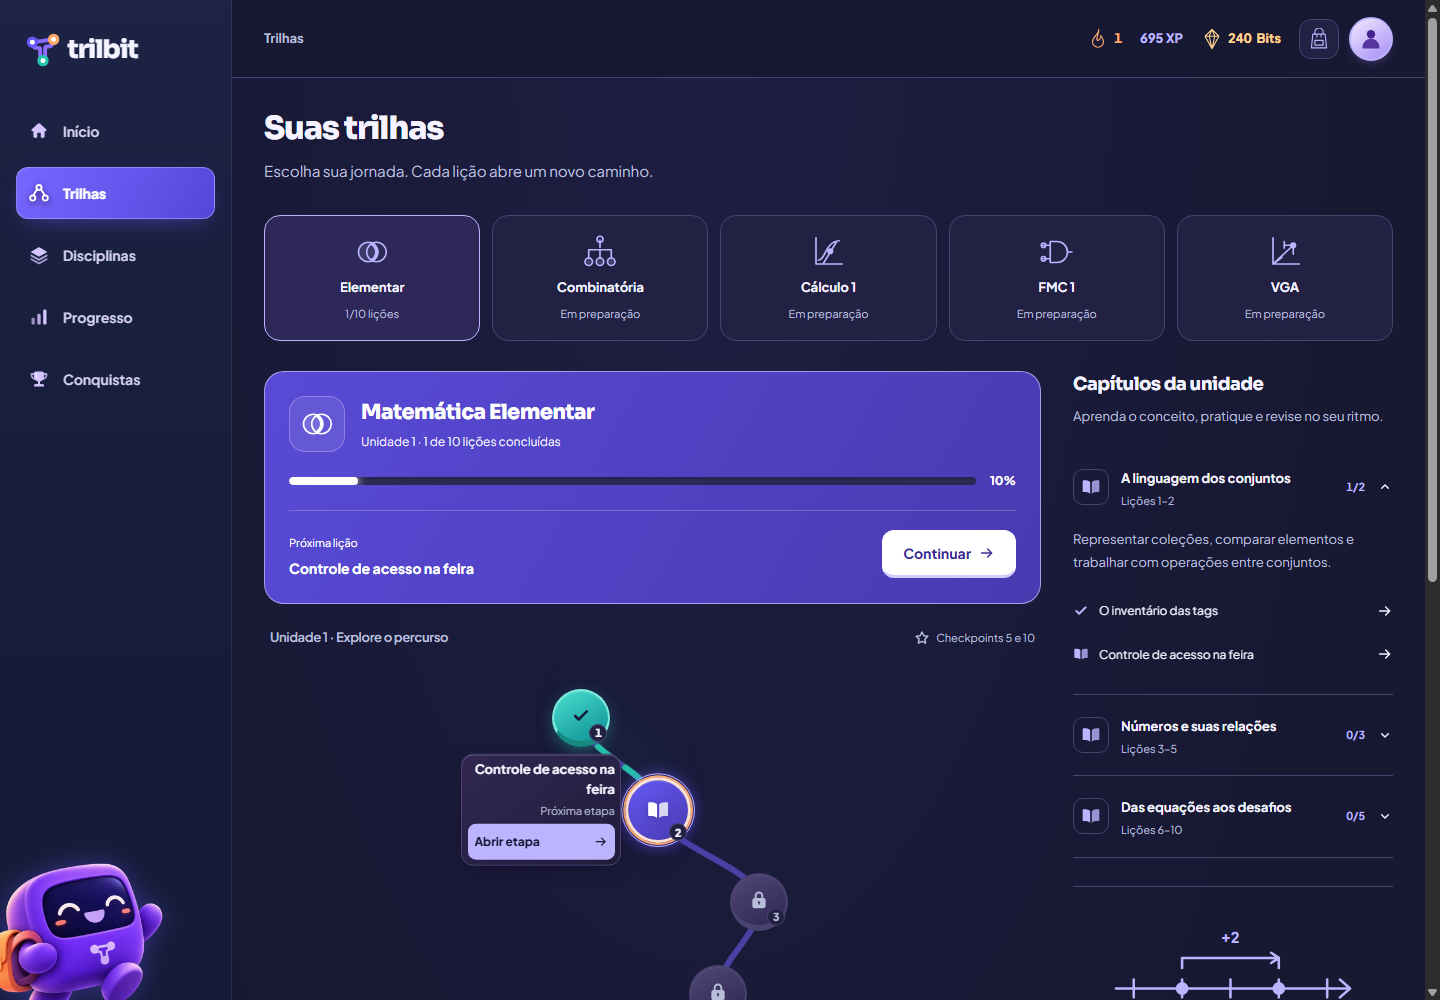 trilbit
Início
Trilhas
Disciplinas
Progresso
Conquistas
Trilhas
1
695 XP
240 Bits
Suas trilhas
Escolha sua jornada. Cada lição abre um novo caminho.
Elementar
1/10 lições
Combinatória
Em preparação
Cálculo 1
Em preparação
FMC 1
Em preparação
VGA
Em preparação
Matemática Elementar
Unidade 1 · 1 de 10 lições concluídas
10%
Próxima lição
Controle de acesso na feira
Continuar
Unidade 1 · Explore o percurso
Checkpoints 5 e 10
1
Controle de acesso na
feira
Próxima etapa
Abrir etapa
2
3
Capítulos da unidade
Aprenda o conceito, pratique e revise no seu ritmo.
A linguagem dos conjuntos
Lições 1–2
1/2
Representar coleções, comparar elementos e
trabalhar com operações entre conjuntos.
O inventário das tags
Controle de acesso na feira
Números e suas relações
Lições 3–5
0/3
Das equações aos desafios
Lições 6–10
0/5
+2